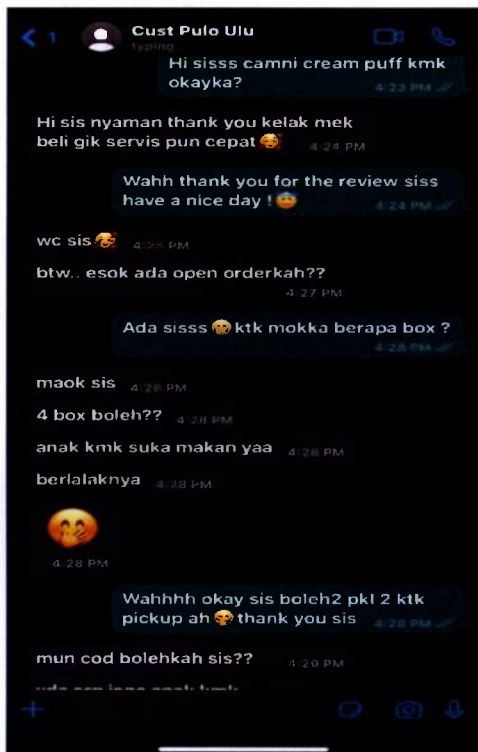 1
Cust Pulo Ulu
typing..
Hi sisss camni cream puff kmk
okayka?
4:23 PM
Hi sis nyaman thank you kelak mek
beli gik servis pun cepat 🥰 4:24 PM
Wahh thank you for the review siss
have a nice day !😇 4:24 PM
wc sis🥰
btw.. esok ada open orderkah??
4:27 PM
Ada sisss 🤭ktk mokka berapa box ?
4:28 PM
maok sis 4:28 PM
4 box boleh?? 4:28 PM
anak kmk suka makan yaa 4:28 PM
berlalaknya 4:28 PM
🤭
4:28 PM
Wahhhh okay sis boleh2 pkl 2 ktk
pickup ah 🤭thank you sis 4:28 PM
mun cod bolehkah sis?? 4:29 PM